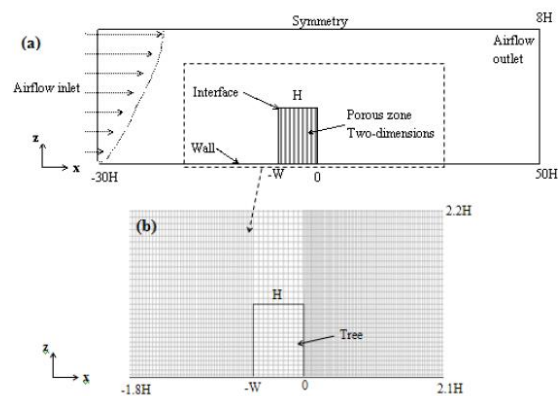 Symmetry
8H
(a)
Airflow
outlet
Airflow inlet
Interface
H
Porous zone
Two-dimensions
z
x
Wall
-30H
-W
0
50H
(b)
2.2H
H
Tree
z
x
-1.8H
-W
0
2.1H